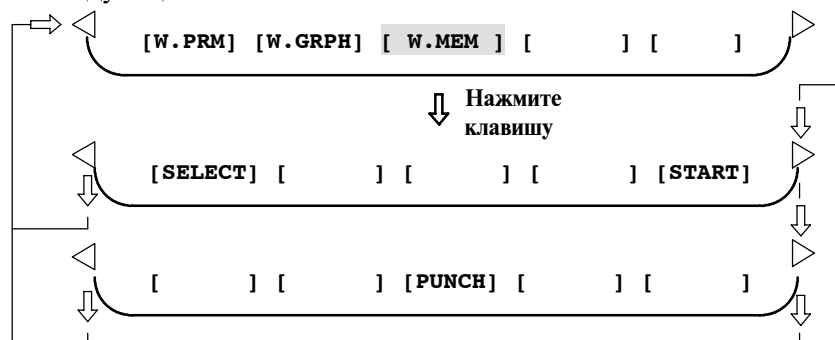 [W.PRM] [W.GRPH] [ W.MEM ] [ ] [ ]
Нажмите
клавишу
[SELECT] [ ] [ ] [ ] [START]
[ ] [ ] [PUNCH] [ ] [ ]